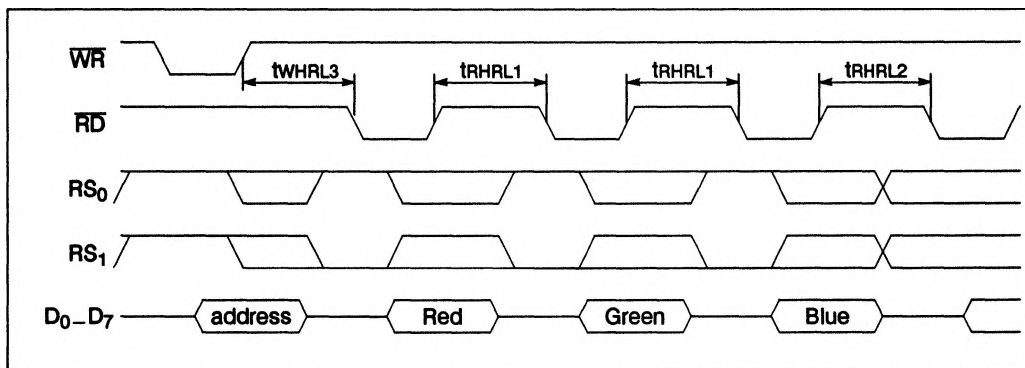 WR
tWHRL3 tRHRL1 tRHRL1 tRHRL2
RD
RS0
RS1
D0–D7 address Red Green Blue